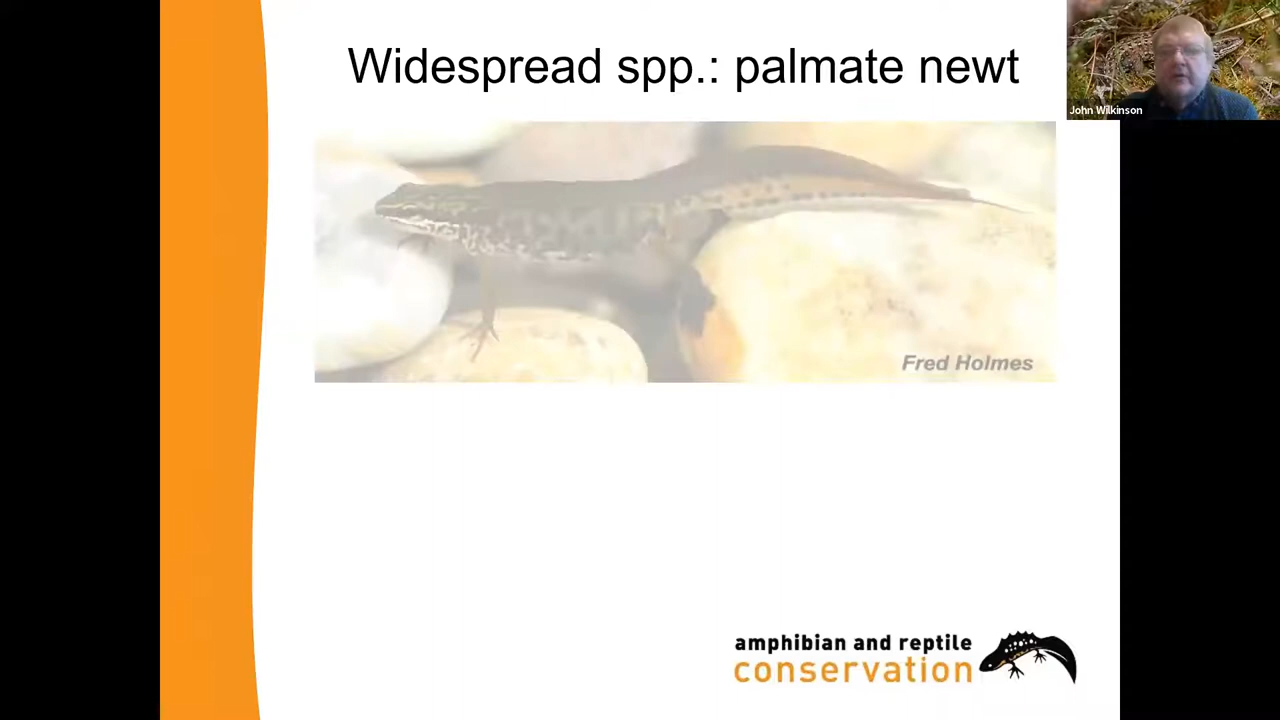 Widespread spp.: palmate newt
John Wilkinson
Fred Holmes
amphibian and reptile
conservation